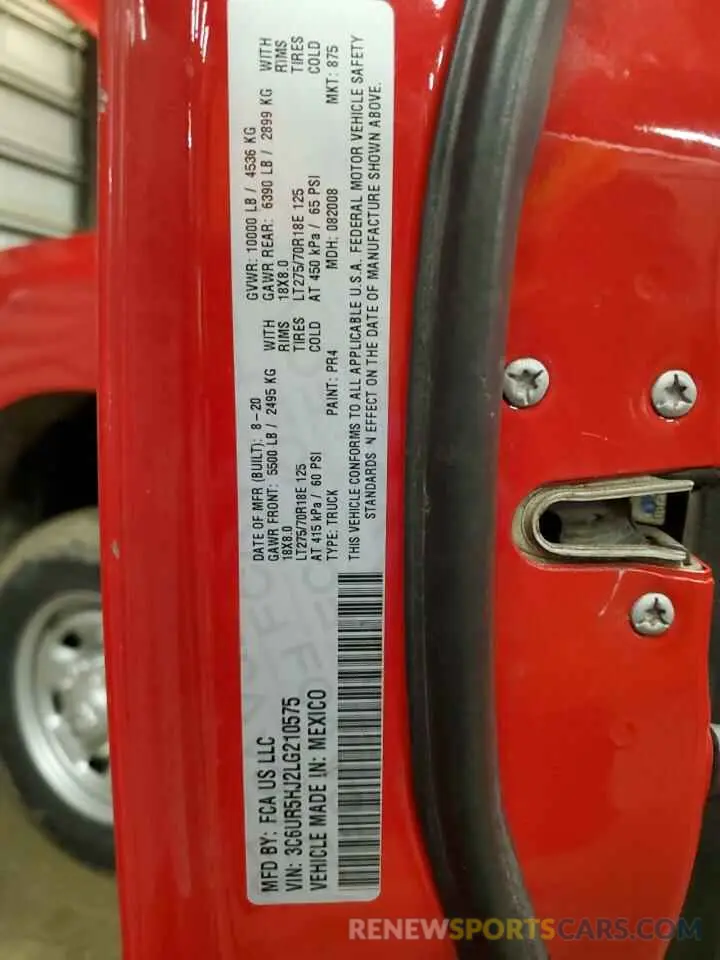 MFD BY: FCA US LLC
VIN: 3C6UR5HJ2LG210575
VEHICLE MADE IN: MEXICO
DATE OF MFR (BUILT): 8-20
GAWR FRONT: 5500 LB / 2495 KG WITH
18X8.0 RIMS
LT275/70R18E 125 TIRES
AT 415 kPa / 60 PSI COLD
TYPE: TRUCK PAINT: PR4
GVWR: 10000 LB / 4536 KG
GAWR REAR: 6390 LB / 2899 KG WITH
18X8.0 RIMS
LT275/70R18E 125 TIRES
AT 450 kPa / 65 PSI COLD
MDH: 082008 MKT: 875
THIS VEHICLE CONFORMS TO ALL APPLICABLE U.S.A. FEDERAL MOTOR VEHICLE SAFETY
STANDARDS N EFFECT ON THE DATE OF MANUFACTURE SHOWN ABOVE.
RENEWSPORTSCARS.COM